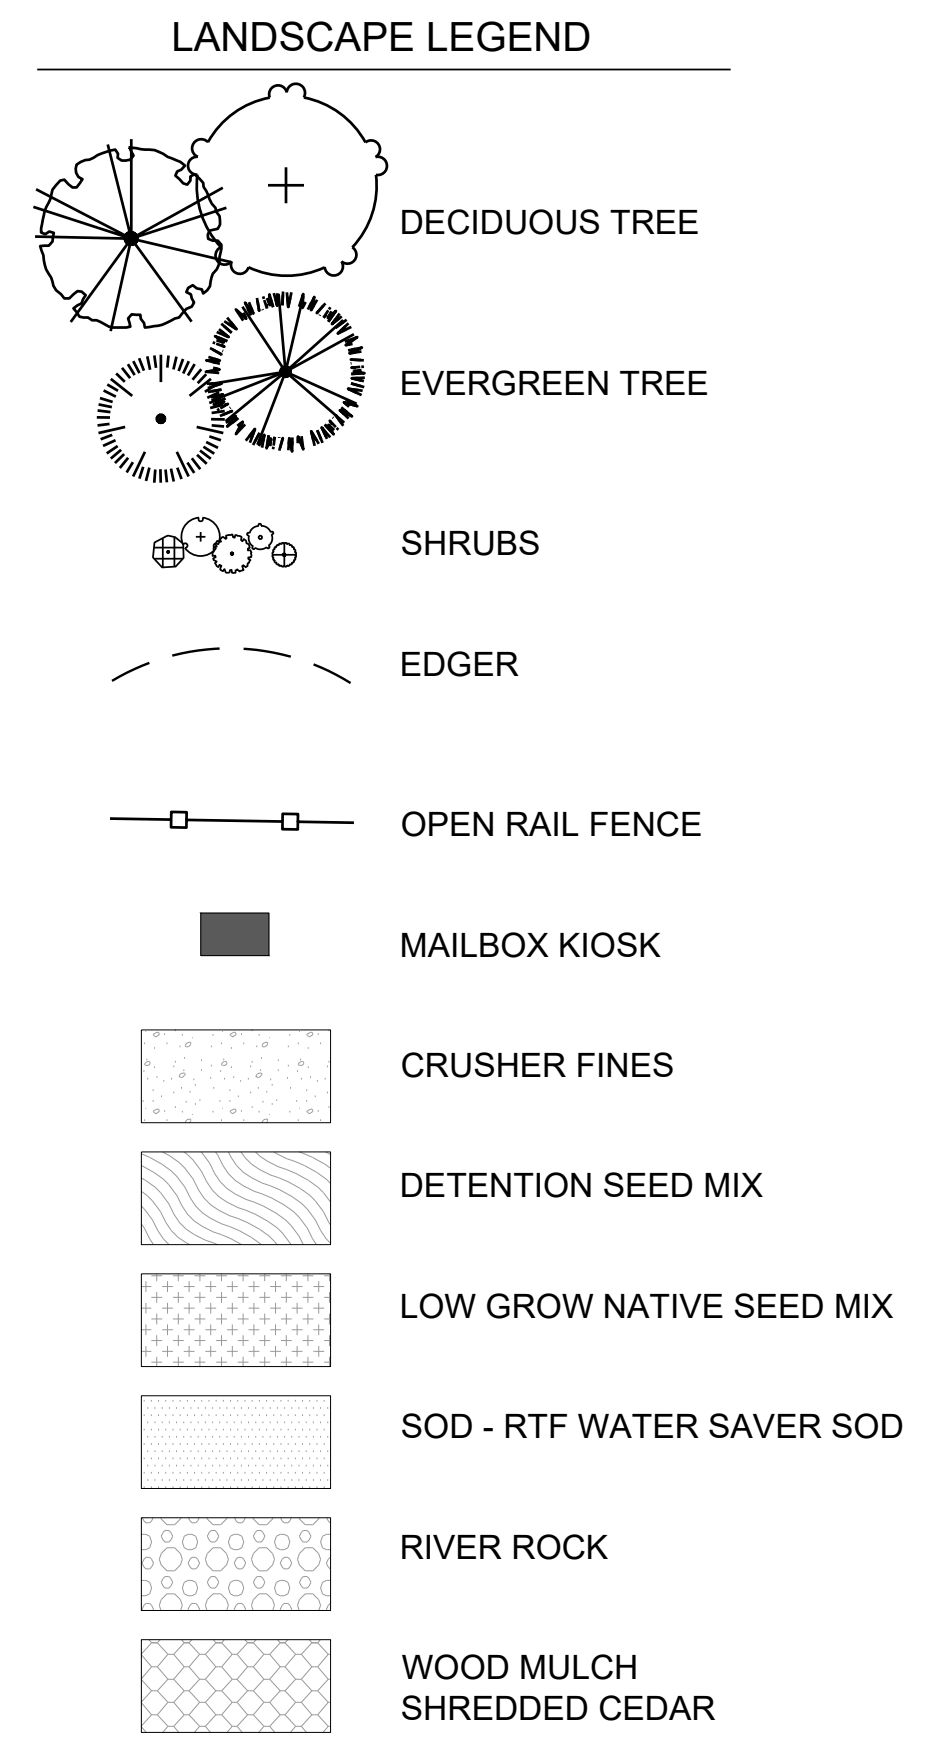 LANDSCAPE LEGEND
DECIDUOUS TREE
EVERGREEN TREE
SHRUBS
EDGER
OPEN RAIL FENCE
MAILBOX KIOSK
CRUSHER FINES
DETENTION SEED MIX
LOW GROW NATIVE SEED MIX
SOD - RTF WATER SAVER SOD
RIVER ROCK
WOOD MULCH
SHREDDED CEDAR